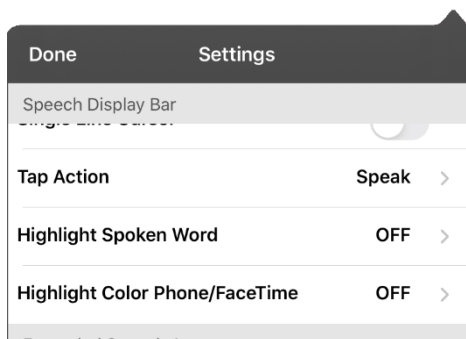 Done Settings
Speech Display Bar
Tap Action Speak
Highlight Spoken Word OFF
Highlight Color Phone/FaceTime OFF